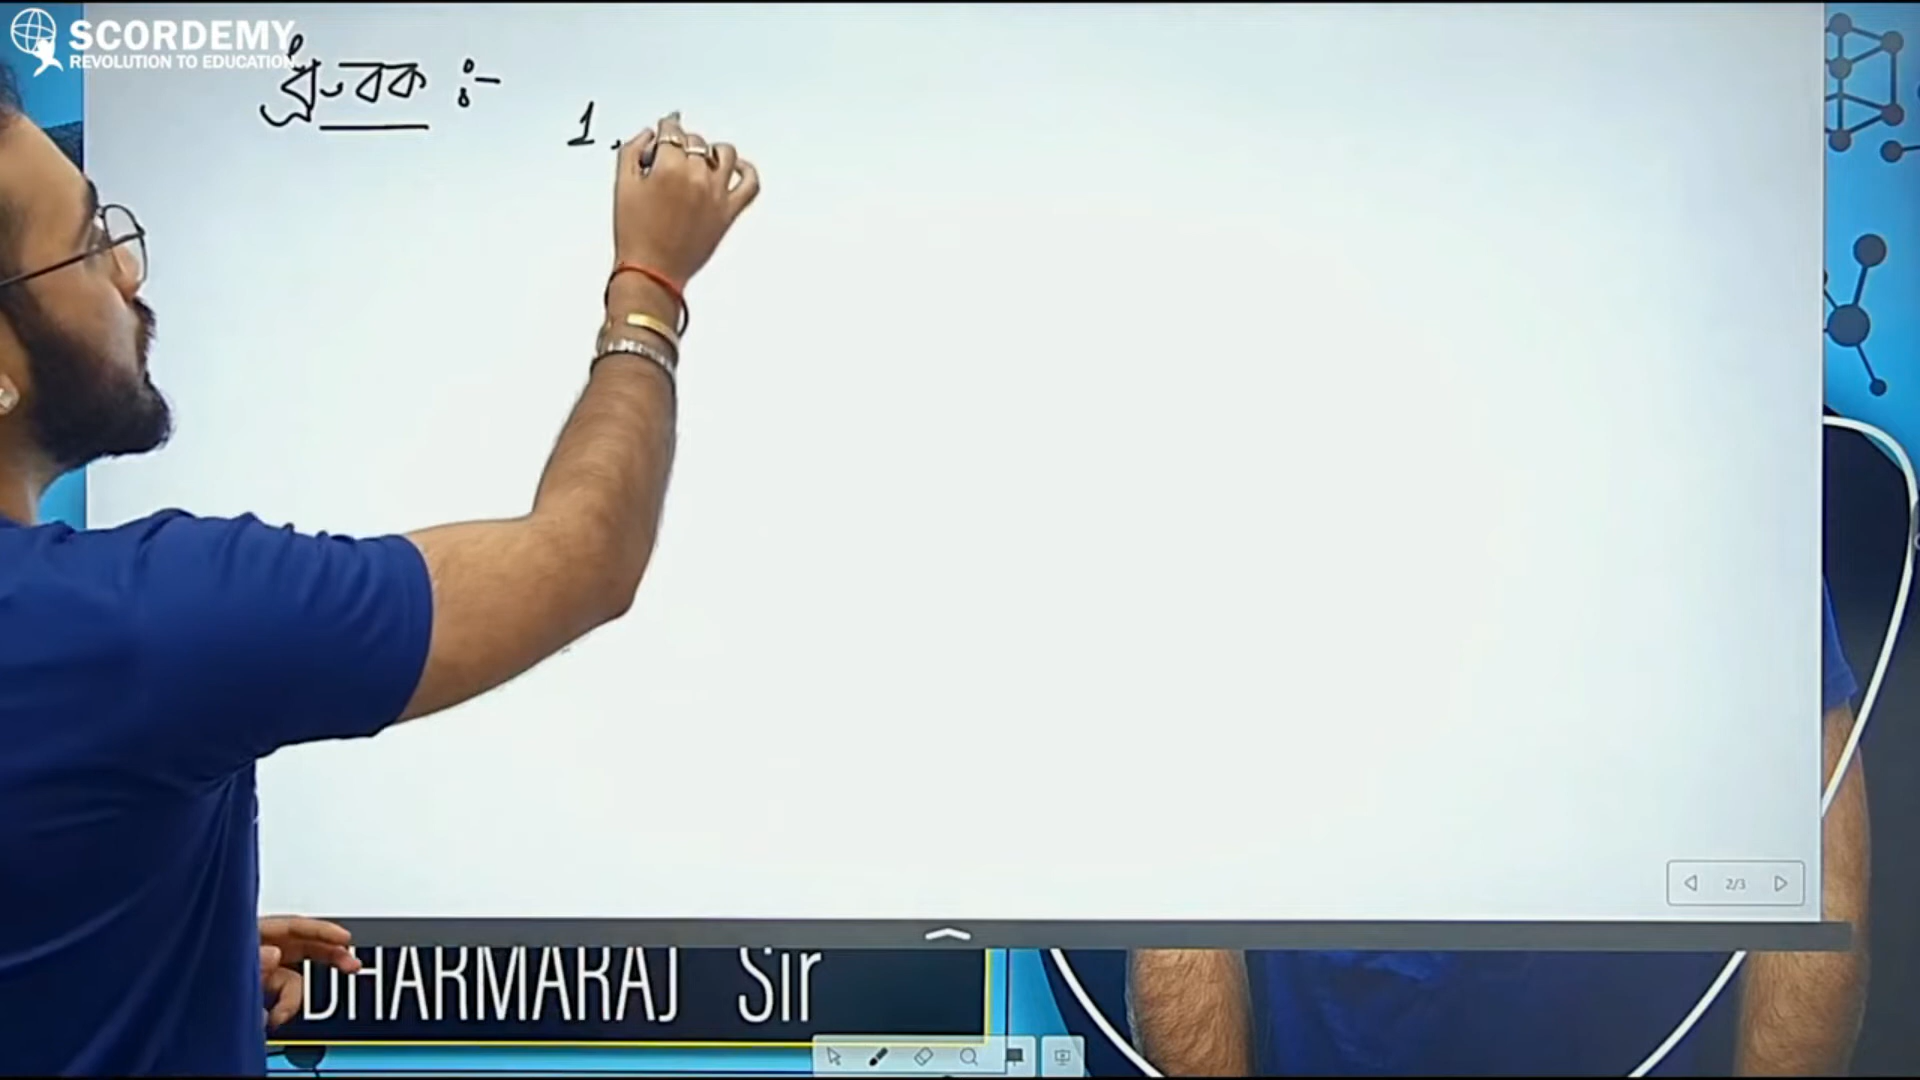 SCORDEMY
REVOLUTION TO EDUCATION
ধ্রুবক :-
1,
2/3
DHARMARAJ Sir